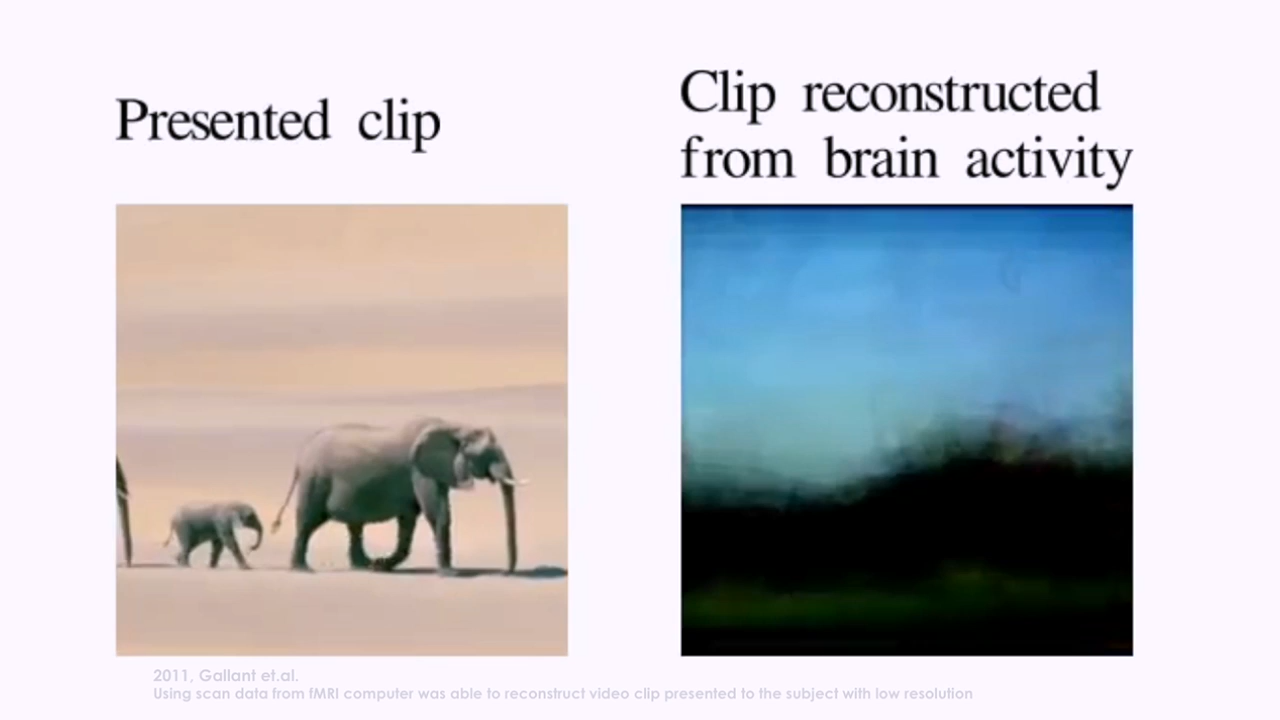 Presented clip
Clip reconstructed
from brain activity
2011, Gallant et.al.
Using scan data from fMRI computer was able to reconstruct video clip presented to the subject with low resolution